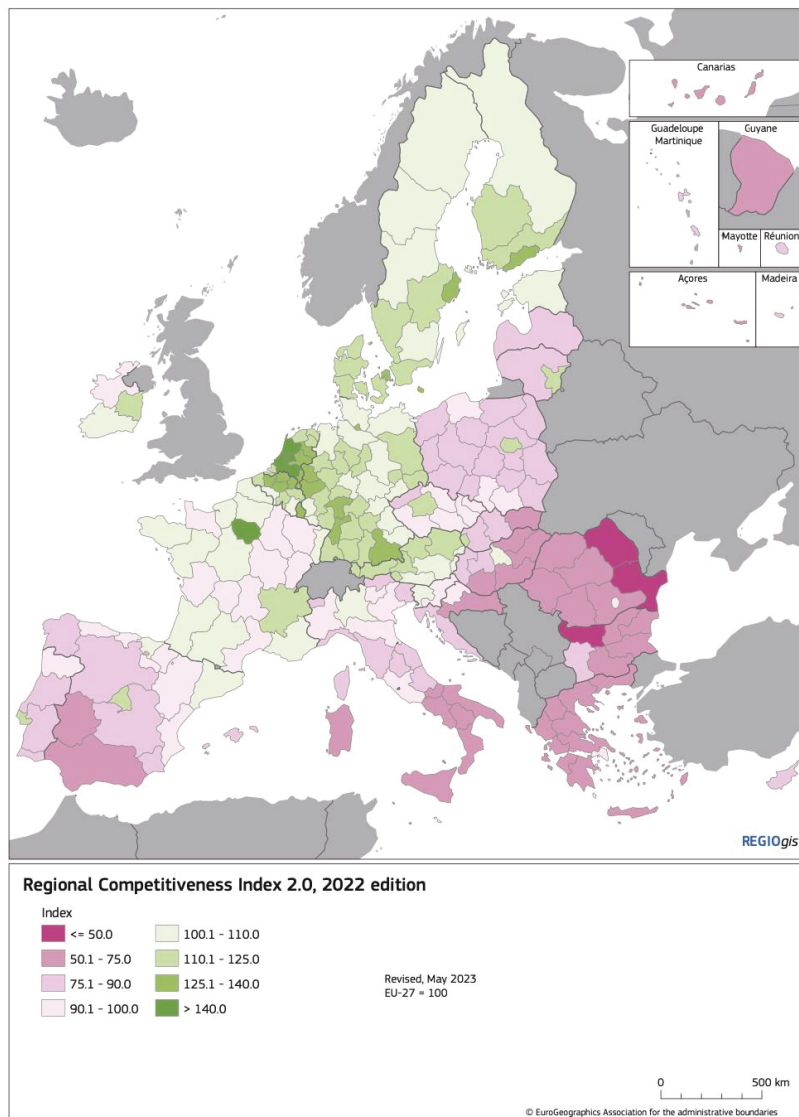 Canarias
Guadeloupe
Martinique
Guyane
Mayotte
Réunion
Açores
Madeira
REGIOgis
Regional Competitiveness Index 2.0, 2022 edition
Index
<= 50.0
50.1 - 75.0
75.1 - 90.0
90.1 - 100.0
100.1 - 110.0
110.1 - 125.0
125.1 - 140.0
> 140.0
Revised, May 2023
EU-27 = 100
0 500 km
© EuroGeographics Association for the administrative boundaries